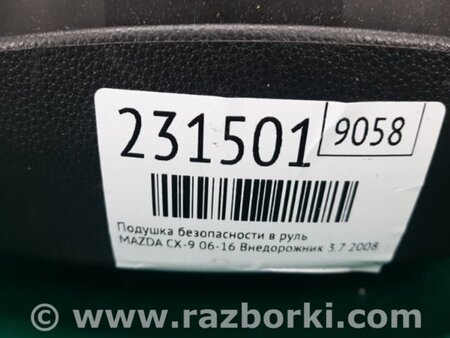 231501
9058
Подушка безопасности в руль
MAZDA CX-9 06-16 Внедорожник 3.7 2008
© www.razborki.com